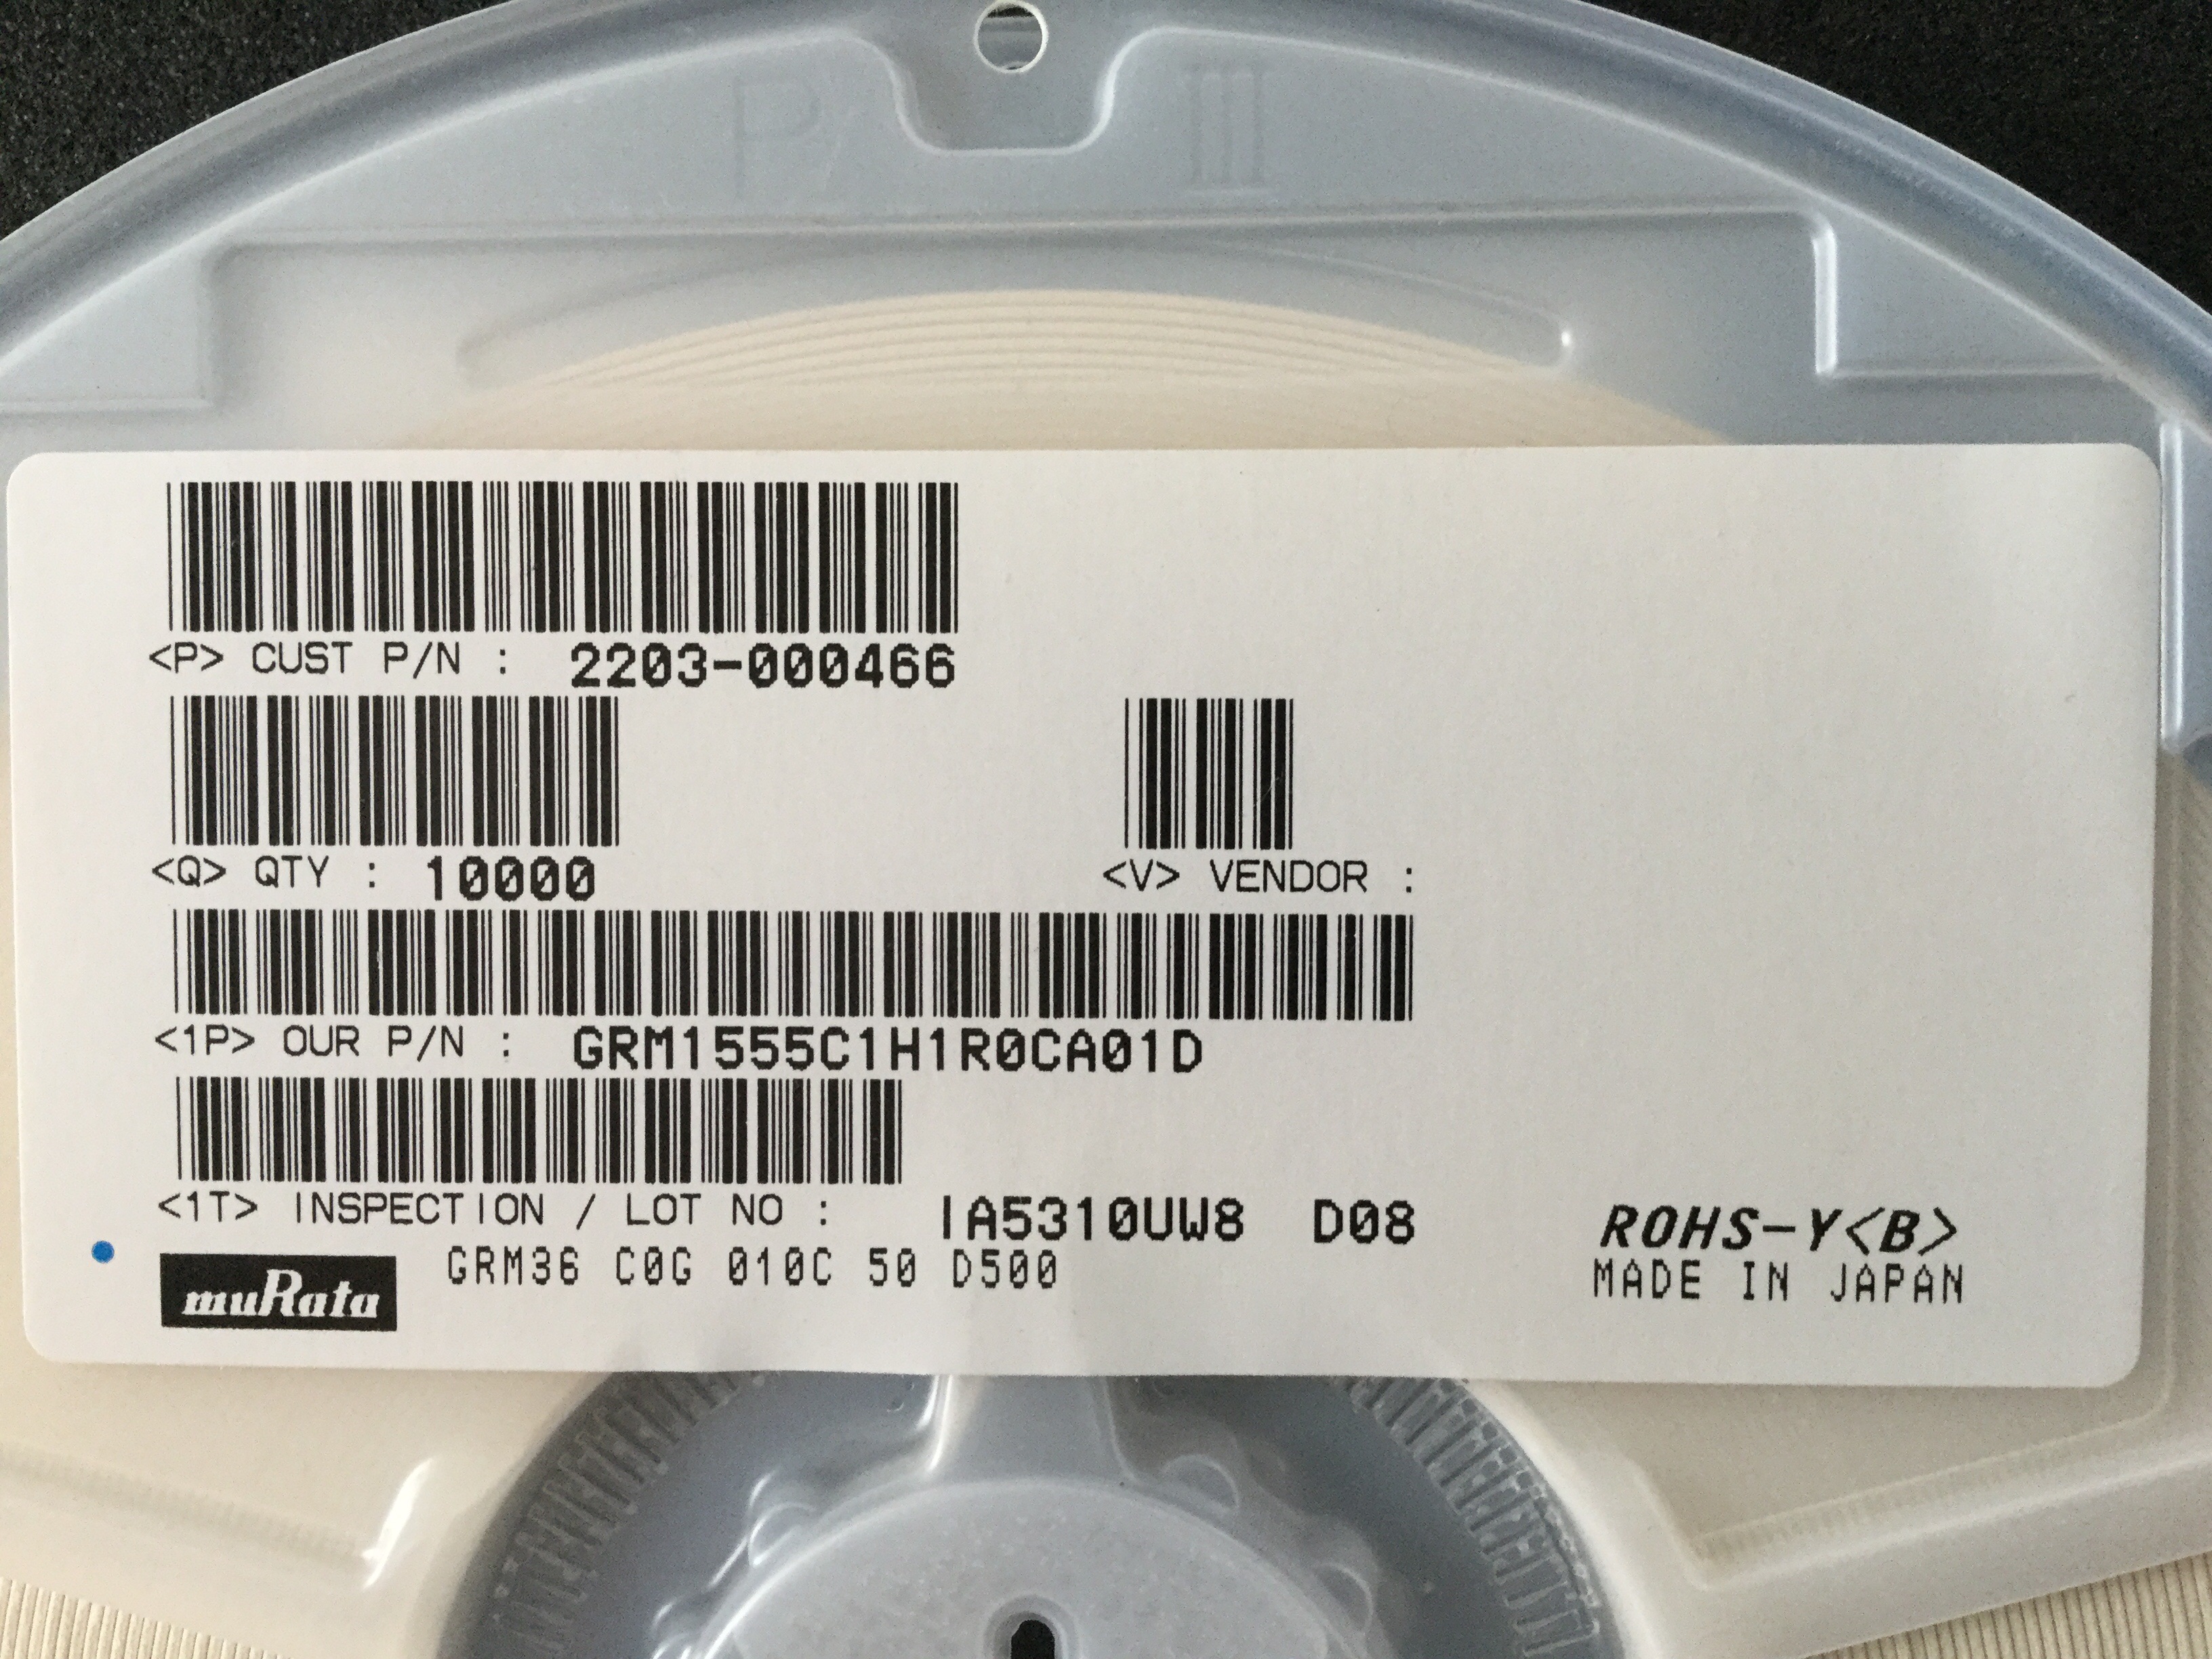 P III
<P> CUST P/N : 2203-000466
<Q> QTY : 10000 <V> VENDOR :
<1P> OUR P/N : GRM1555C1H1R0CA01D
<1T> INSPECTION / LOT NO : IA5310UW8 D08
ROHS-Y<B>
muRata GRM36 C0G 010C 50 D500
MADE IN JAPAN